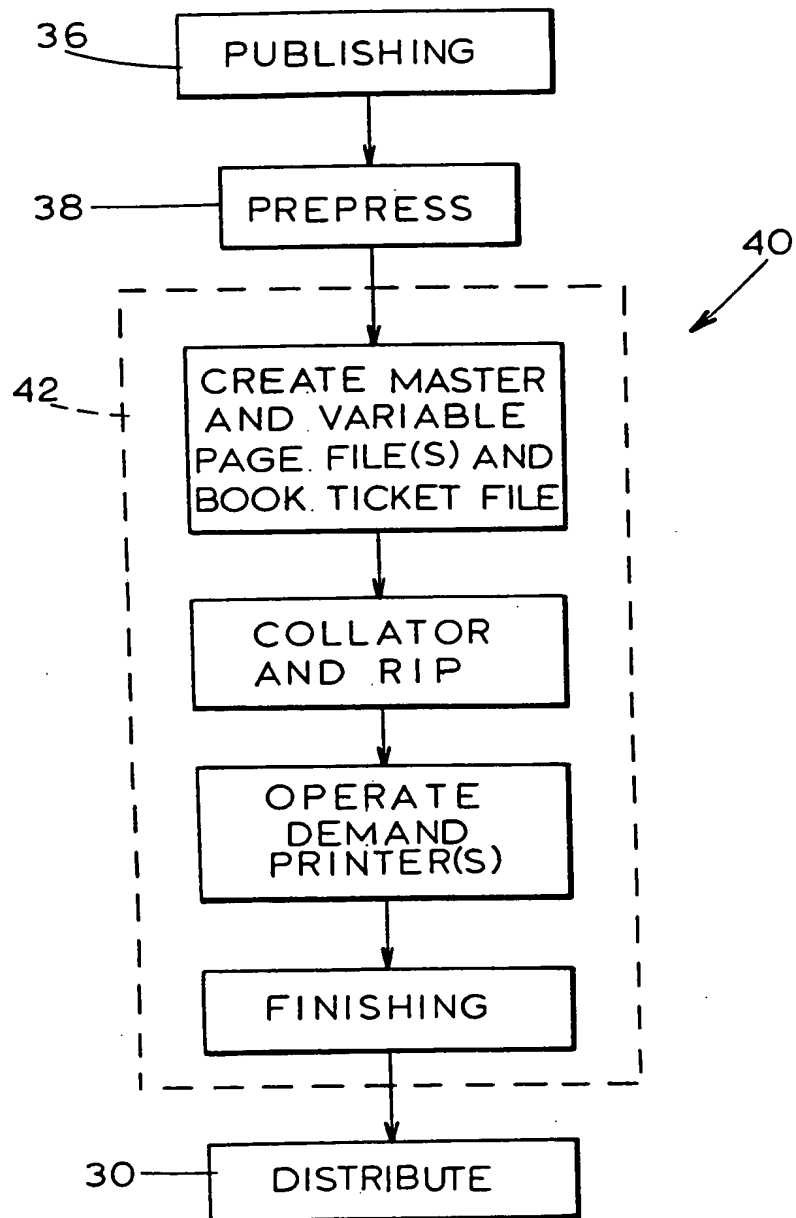 36
PUBLISHING
38
PREPRESS
40
42
CREATE MASTER
AND VARIABLE
PAGE. FILE(S) AND
BOOK. TICKET FILE
COLLATOR
AND RIP
OPERATE
DEMAND
PRINTER(S)
FINISHING
30
DISTRIBUTE